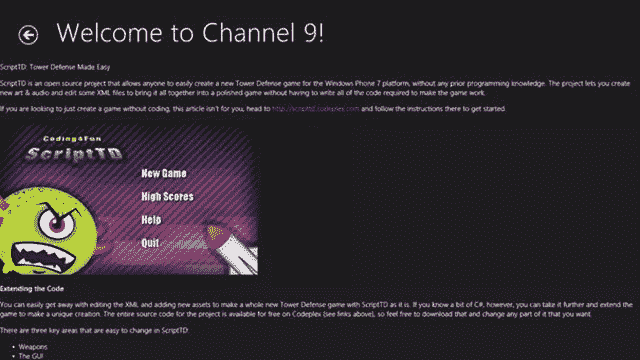 Welcome to Channel 9!
ScriptTD: Tower Defense Made Easy
ScriptTD is an open source project that allows anyone to easily create a new Tower Defense game for the Windows Phone 7 platform, without any prior programming knowledge. The project lets you create
new art & audio and edit some XML files to bring it all together into a polished game without having to write all of the code required to make the game work.
If you are looking to just create a game without coding, this article isn't for you, head to http://scripttd.codeplex.com and follow the instructions there to get started.
Coding4Fun
ScriptTD
New Game
High Scores
Help
Quit
Extending the Code
You can easily get away with editing the XML and adding new assets to make a whole new Tower Defense game with ScriptTD as it is. If you know a bit of C#, however, you can take it further and extend the
game to make a unique creation. The entire source code for the project is available for free on Codeplex (see links above), so feel free to download that and change any part of it that you want.
There are three key areas that are easy to change in ScriptTD:
• Weapons
• The GUI